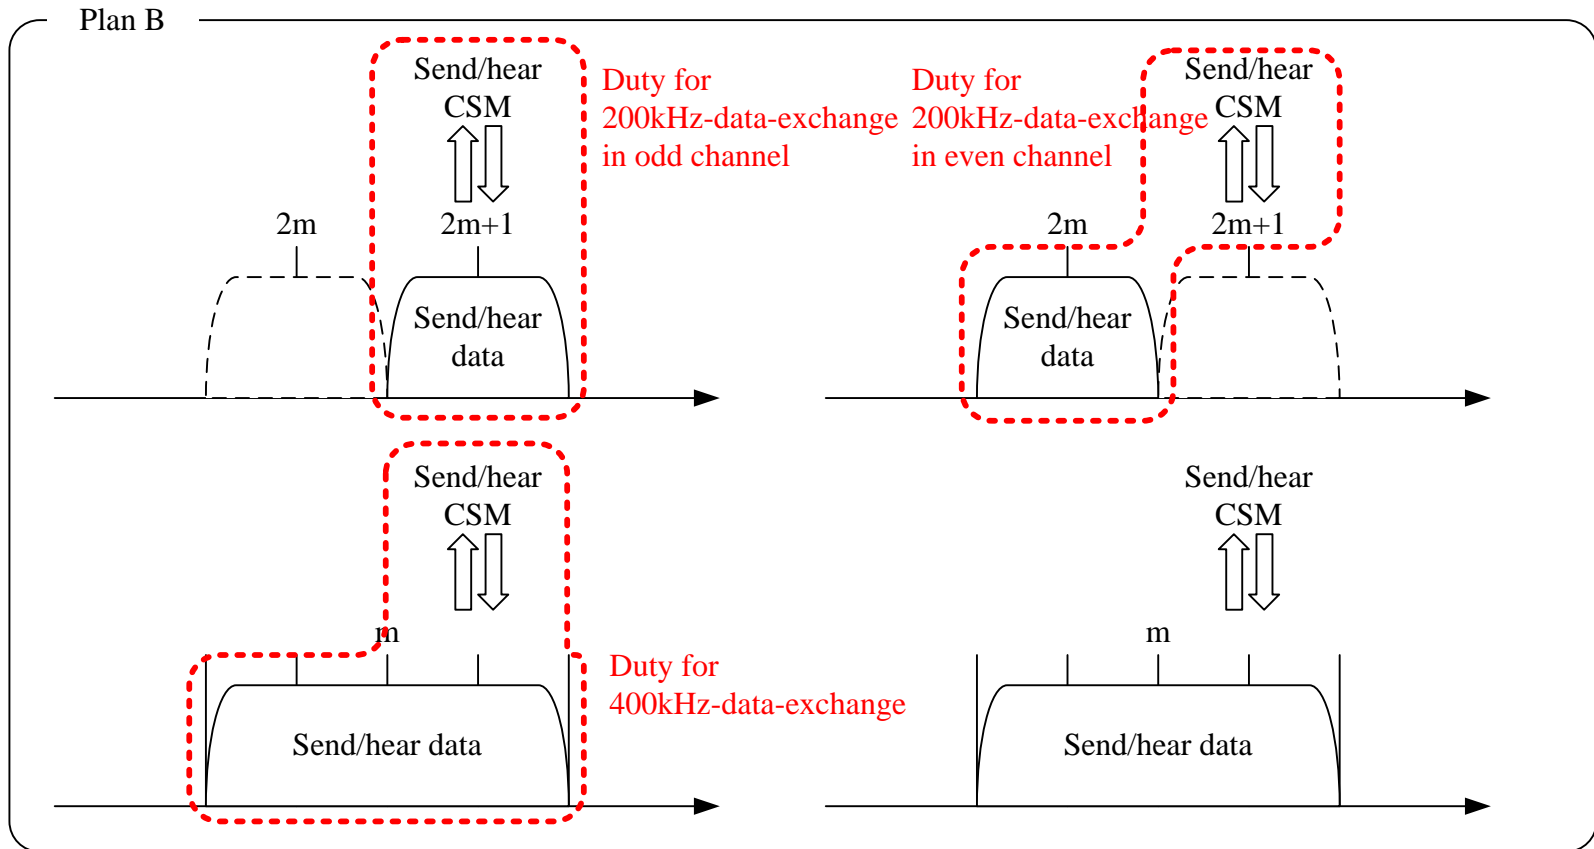 Plan B
Send/hear
CSM
2m
2m+1
Send/hear
data
Duty for
200kHz-data-exchange
in odd channel
Duty for
200kHz-data-exchange
in even channel
Send/hear
CSM
2m
2m+1
Send/hear
data
Send/hear
CSM
m
Send/hear data
Duty for
400kHz-data-exchange
Send/hear
CSM
m
Send/hear data